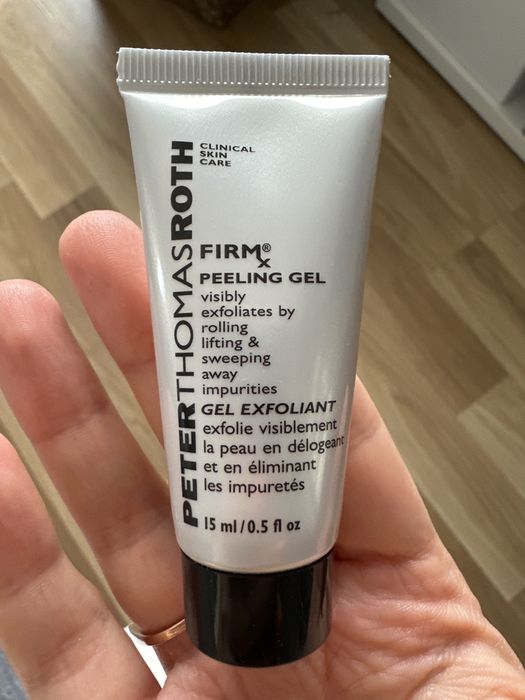 PETERTHOMASROTH
CLINICAL
SKIN
CARE
FIRMx®
PEELING GEL
visibly
exfoliates by
rolling
lifting &
sweeping
away
impurities
GEL EXFOLIANT
exfolie visiblement
la peau en délogeant
et en éliminant
les impuretés
15 ml/0.5 fl oz